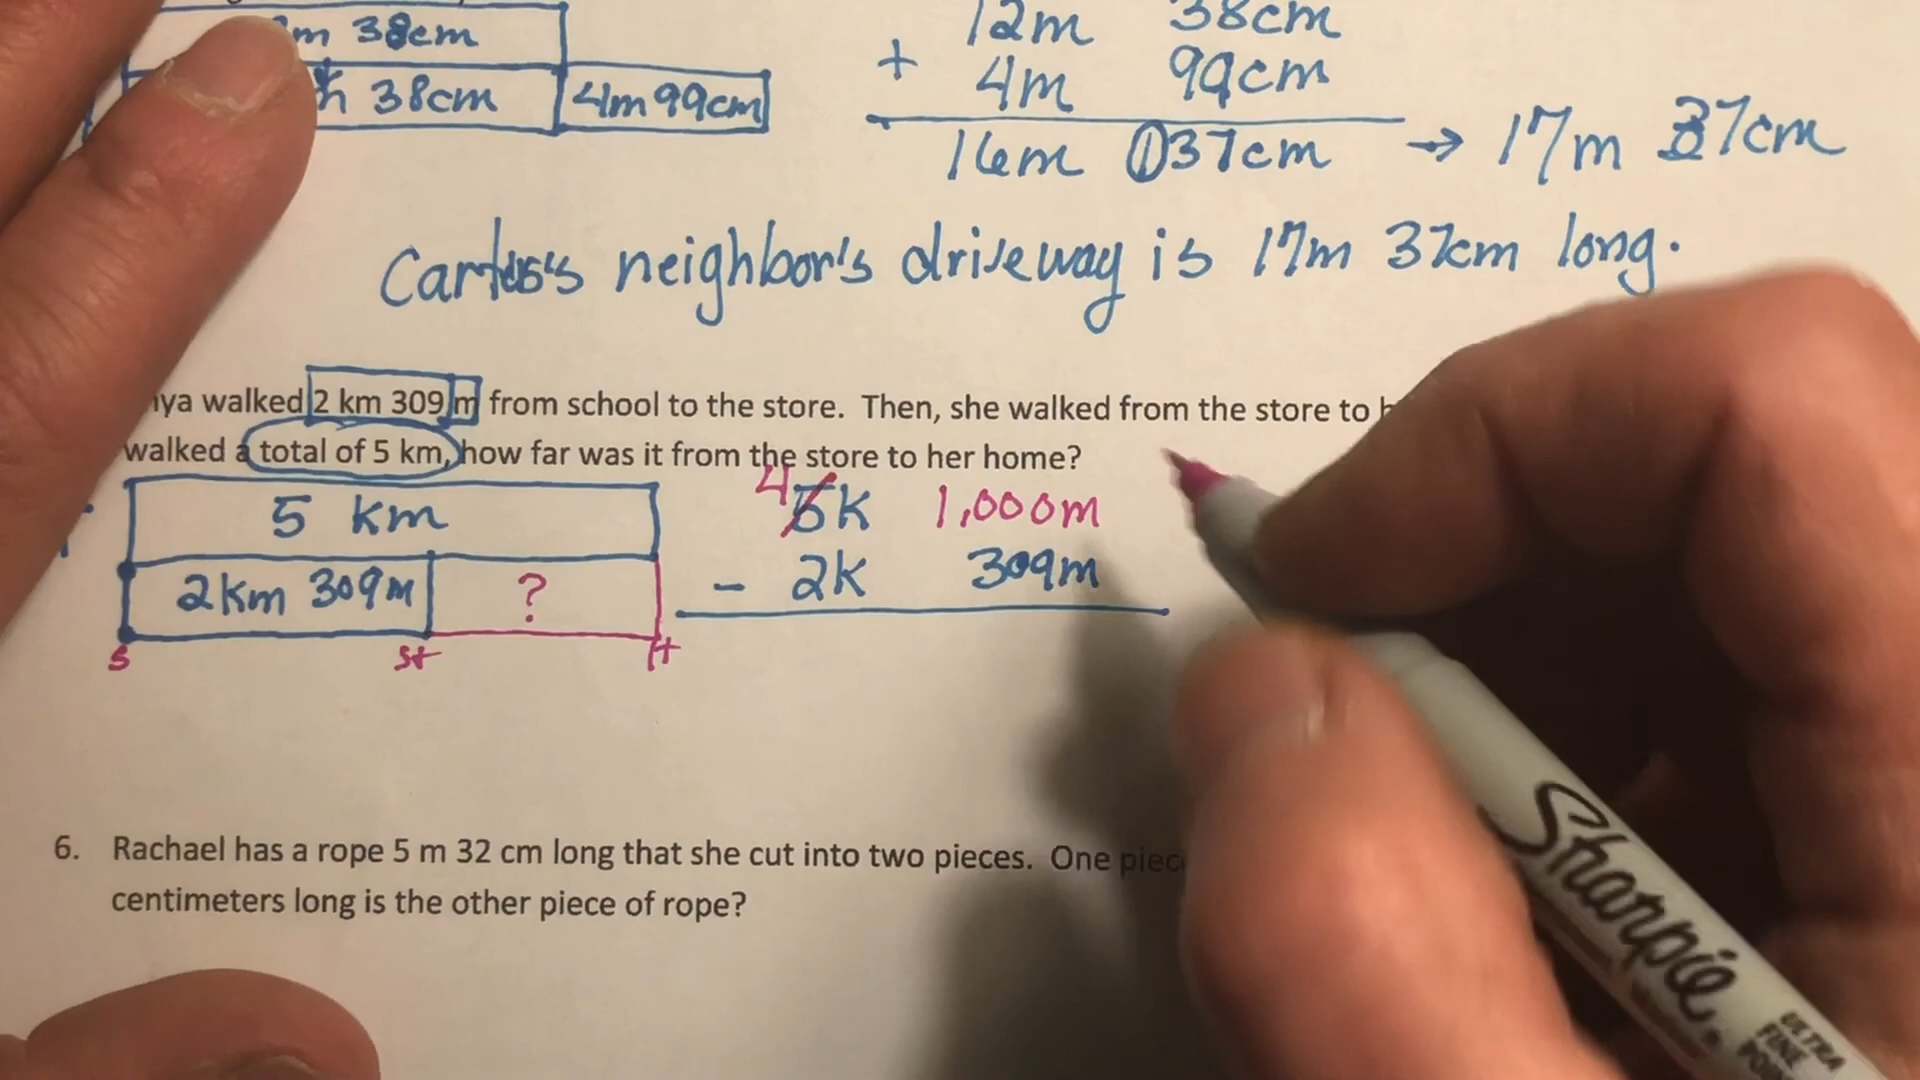 m 38cm
38cm 4m 99cm
12m 38cm
+ 4m 99cm
16m 137cm → 17m 37cm
Carlos's neighbor's driveway is 17m 37cm long.
walked 2 km 309 m from school to the store. Then, she walked from the store to
walked a total of 5 km, how far was it from the store to her home?
5 km
2km 309m ?
S St H
4 5k 1,000m
- 2k 309m
6. Rachael has a rope 5 m 32 cm long that she cut into two pieces. One
centimeters long is the other piece of rope?
Sharpie.
ULTRA
FINE